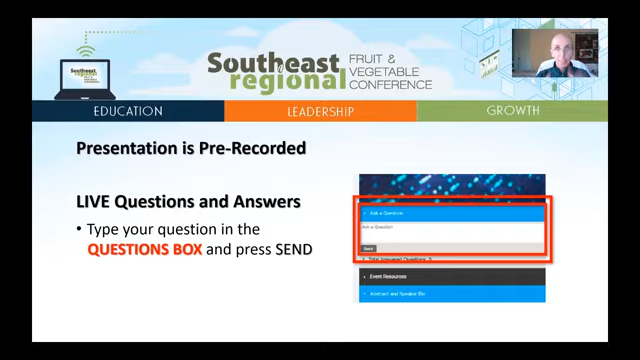 Southeast
regional
FRUIT &
VEGETABLE
CONFERENCE
EDUCATION
LEADERSHIP
GROWTH
Presentation is Pre-Recorded
LIVE Questions and Answers
• Type your question in the
QUESTIONS BOX and press SEND
Ask a Question
Ask a Question
Send
Total Answered Questions
Event Resources
Abstract and Speaker Bio